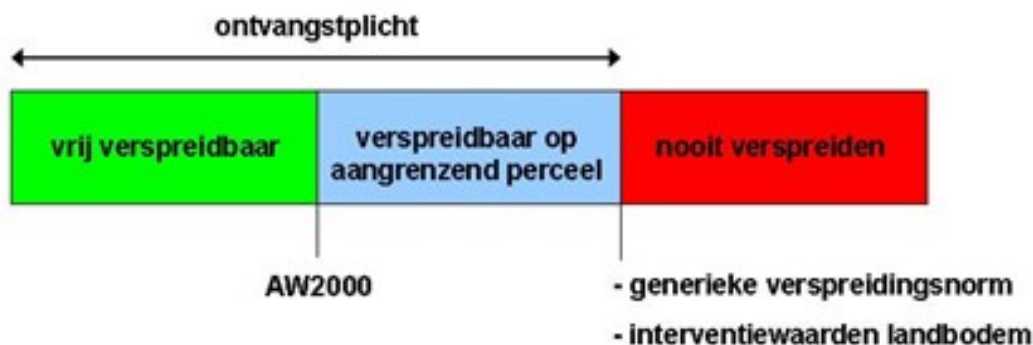 ontvangstplicht
vrij verspreidbaar
verspreidbaar op
aangrenzend perceel
nooit verspreiden
AW2000
- generieke verspreidingsnorm
- interventiewaarden landbodem